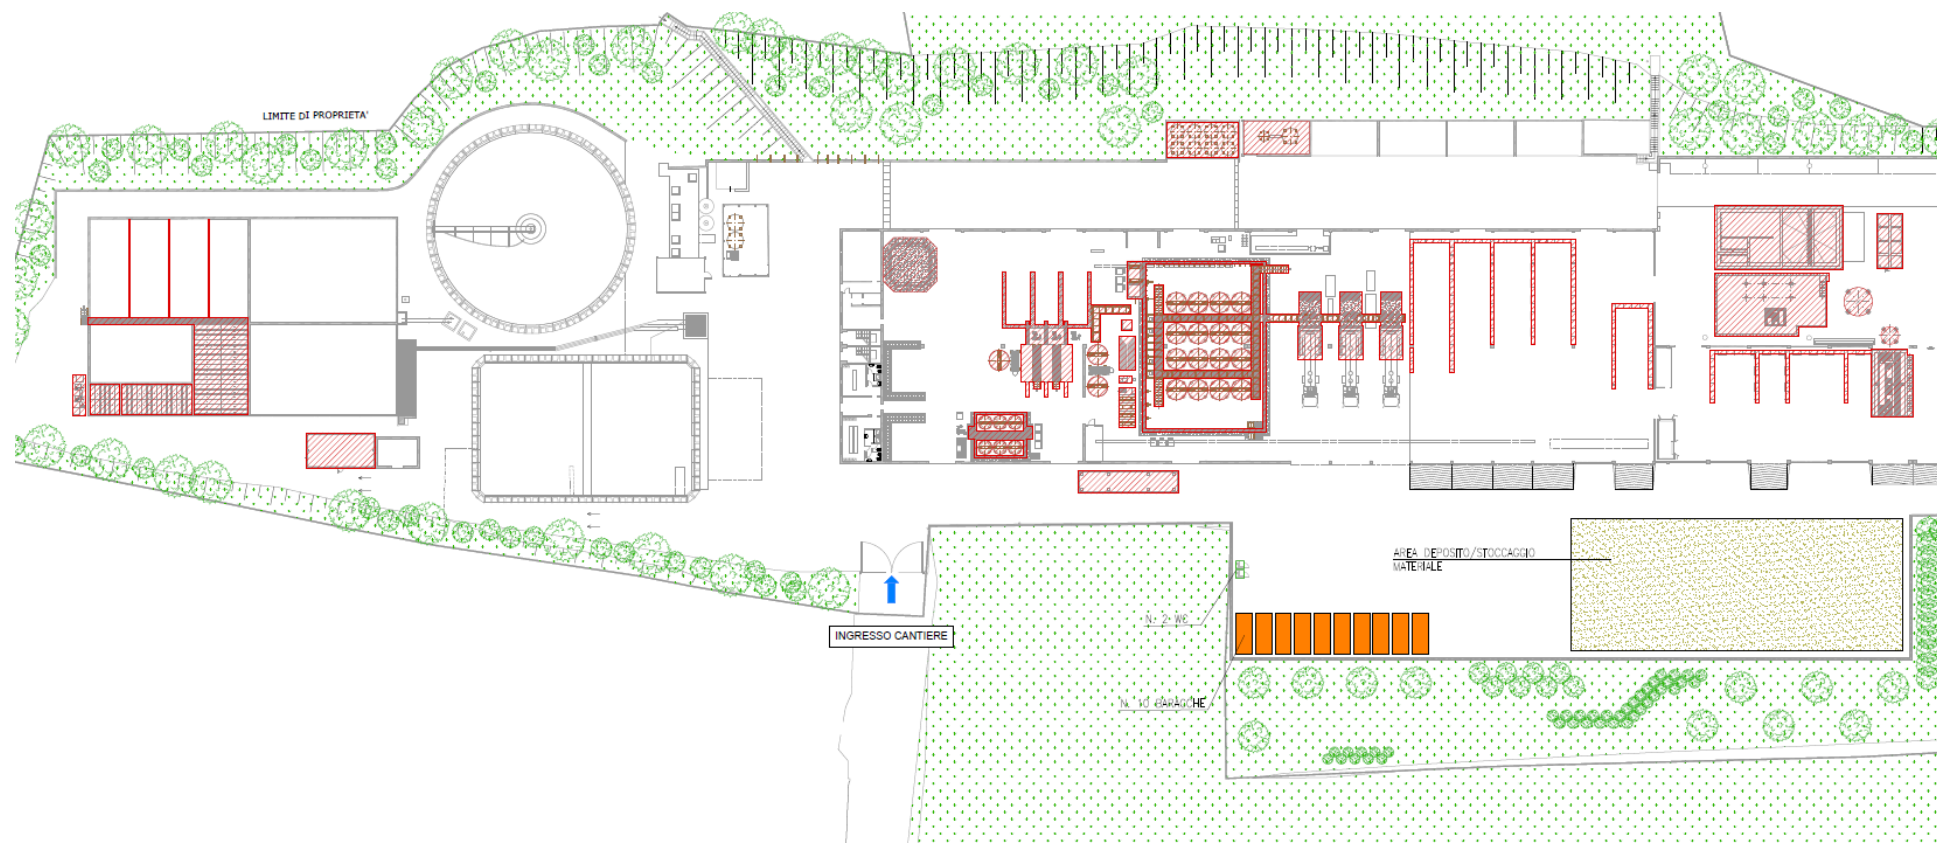 LIMITE DI PROPRIETA'
AREA DEPOSITO/STOCCAGGIO
MATERIALE
N. 2 WC
INGRESSO CANTIERE
N. 10 BARACCHE